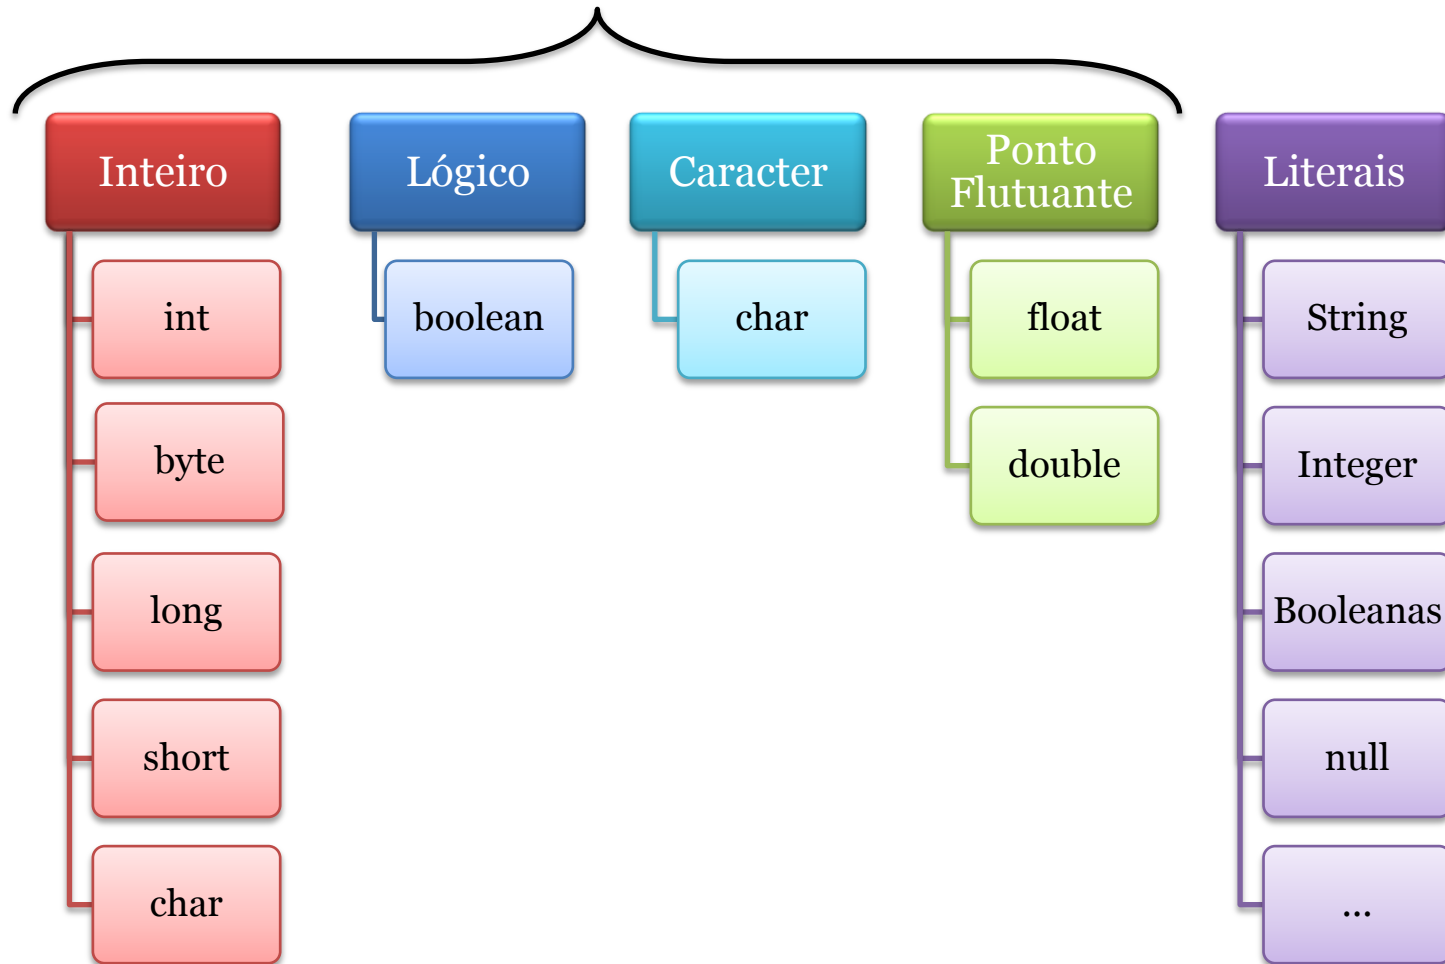 Inteiro
int
byte
long
short
char
Lógico
boolean
Caracter
char
Ponto
Flutuante
float
double
Literais
String
Integer
Booleanas
null
...